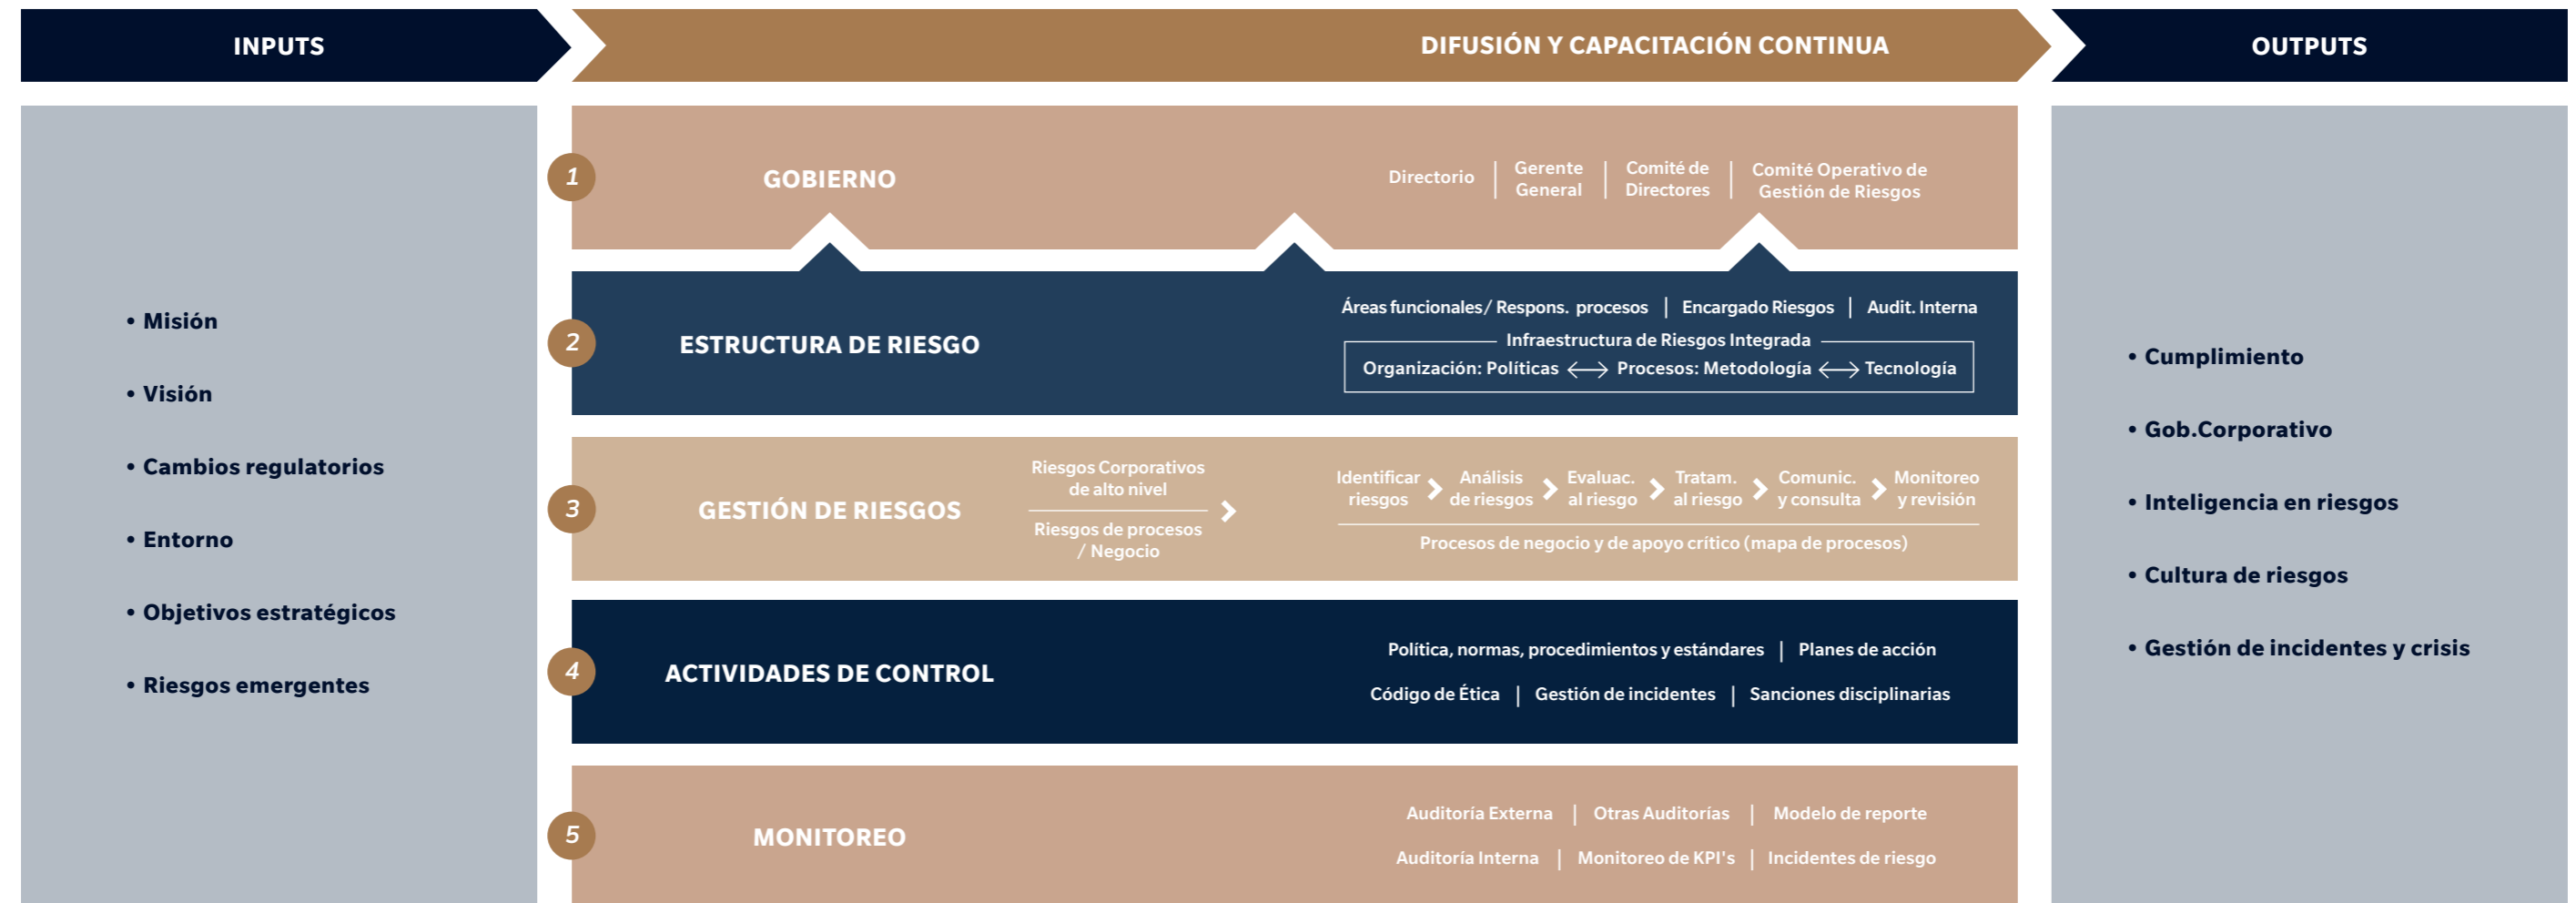 INPUTS
DIFUSIÓN Y CAPACITACIÓN CONTINUA
OUTPUTS
• Misión
• Visión
• Cambios regulatorios
• Entorno
• Objetivos estratégicos
• Riesgos emergentes
1
GOBIERNO
Directorio | Gerente General | Comité de Directores | Comité Operativo de Gestión de Riesgos
2
ESTRUCTURA DE RIESGO
Áreas funcionales/ Respons. procesos | Encargado Riesgos | Audit. Interna
Infraestructura de Riesgos Integrada
Organización: Políticas ⟷ Procesos: Metodología ⟷ Tecnología
3
GESTIÓN DE RIESGOS
Riesgos Corporativos
de alto nivel
Riesgos de procesos
/ Negocio
Identificar riesgos
Análisis de riesgos
Evaluac. al riesgo
Tratam. al riesgo
Comunic. y consulta
Monitoreo y revisión
Procesos de negocio y de apoyo crítico (mapa de procesos)
4
ACTIVIDADES DE CONTROL
Política, normas, procedimientos y estándares | Planes de acción
Código de Ética | Gestión de incidentes | Sanciones disciplinarias
5
MONITOREO
Auditoría Externa | Otras Auditorías | Modelo de reporte
Auditoría Interna | Monitoreo de KPI's | Incidentes de riesgo
• Cumplimiento
• Gob.Corporativo
• Inteligencia en riesgos
• Cultura de riesgos
• Gestión de incidentes y crisis